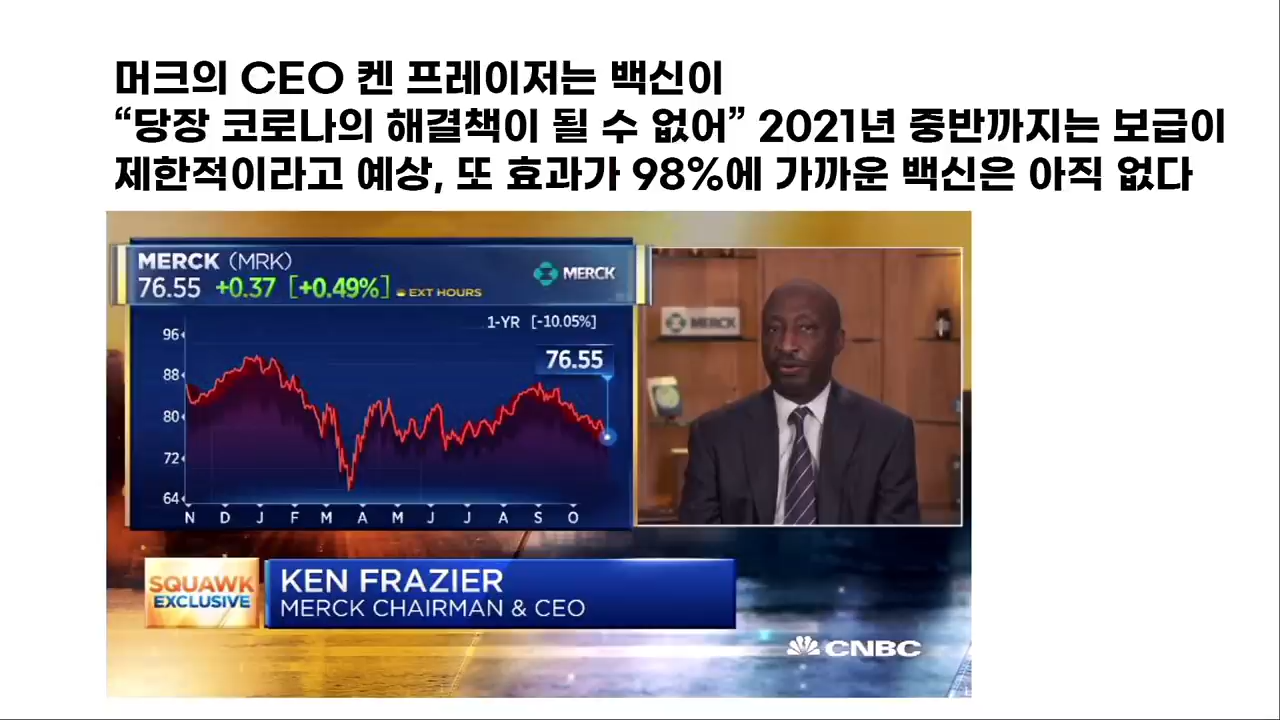 머크의 CEO 켄 프레이저는 백신이
“당장 코로나의 해결책이 될 수 없어” 2021년 중반까지는 보급이
제한적이라고 예상, 또 효과가 98%에 가까운 백신은 아직 없다
MERCK (MRK)
76.55 +0.37 [+0.49%] EXT HOURS
MERCK
1-YR [-10.05%]
76.55
96
88
80
72
64
N D J F M A M J J A S O
MERCK
SQUAWK
EXCLUSIVE
KEN FRAZIER
MERCK CHAIRMAN & CEO
CNBC